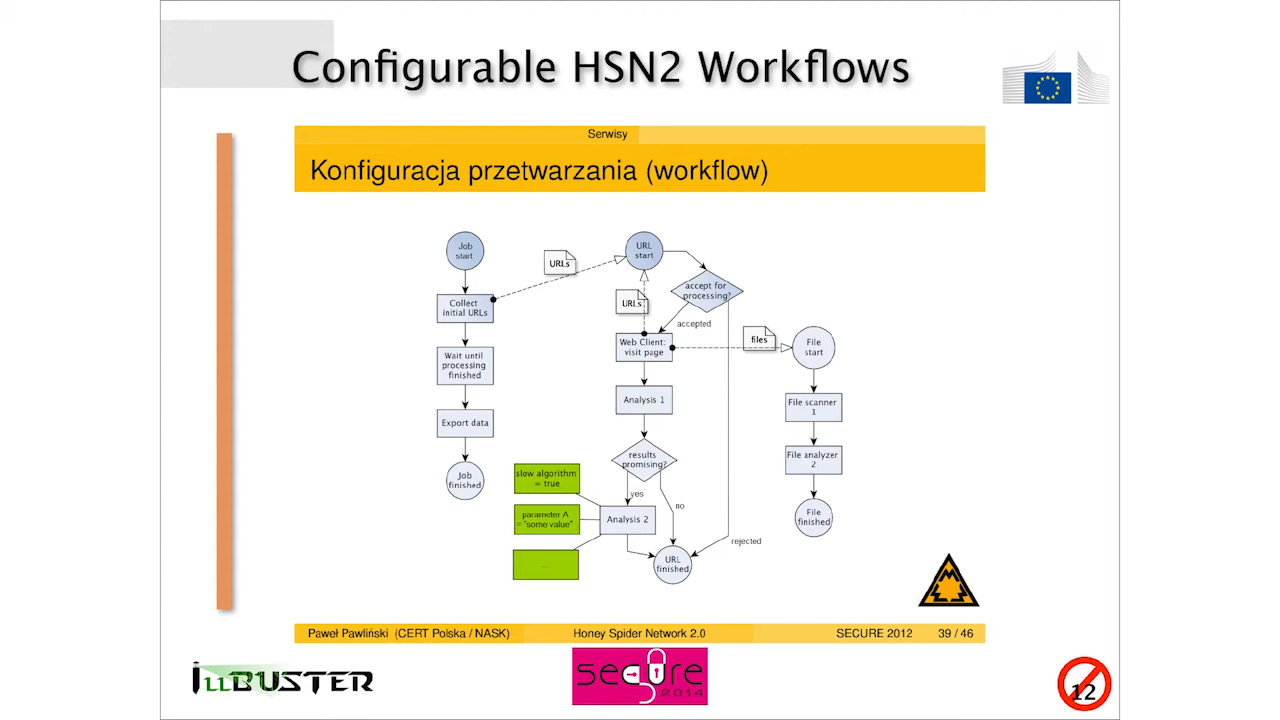 Configurable HSN2 Workflows
Serwisy
Konfiguracja przetwarzania (workflow)
Job
start
Collect
initial URLs
Wait until
processing
finished
Export data
Job
finished
URLs
URL
start
accept for
processing?
URLs
accepted
Web Client:
visit page
Analysis 1
results
promising?
yes
no
slow algorithm
= true
parameter A
= "some value"
...
Analysis 2
rejected
URL
finished
files
File
start
File scanner
1
File analyzer
2
File
finished
Paweł Pawliński (CERT Polska / NASK)
Honey Spider Network 2.0
SECURE 2012
39 / 46
ILLBUSTER
secure
2014
12